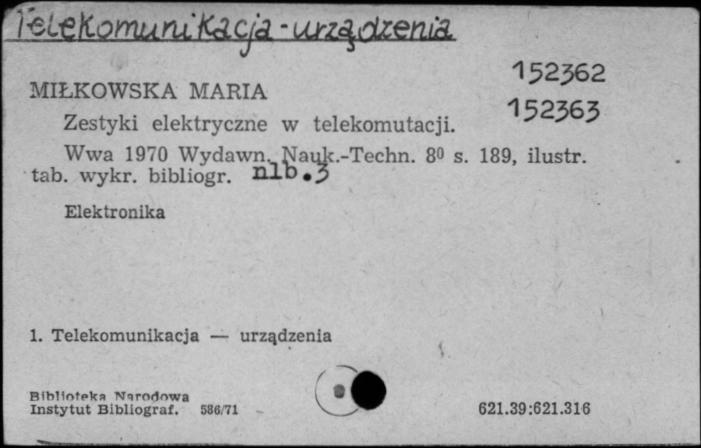 Telekomunikacja - urządzenia
152362
MIŁKOWSKA MARIA
152363
Zestyki elektryczne w telekomutacji.
Wwa 1970 Wydawn. Nauk.-Techn. 8⁰ s. 189, ilustr.
tab. wykr. bibliogr. nlb. 3
Elektronika
1. Telekomunikacja — urządzenia
Biblioteka Narodowa
Instytut Bibliograf. 586/71
621.39:621.316